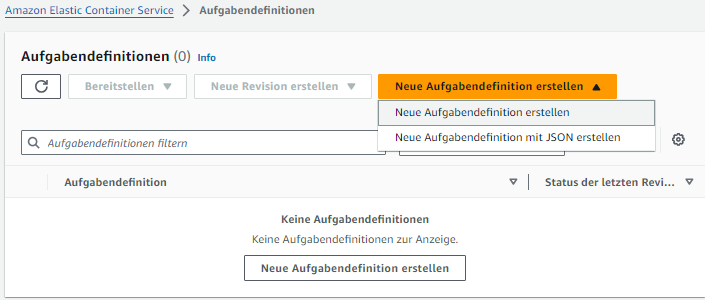 Amazon Elastic Container Service > Aufgabendefinitionen
Aufgabendefinitionen (0) Info
Bereitstellen Neue Revision erstellen Neue Aufgabendefinition erstellen
Neue Aufgabendefinition erstellen
Neue Aufgabendefinition mit JSON erstellen
Aufgabendefinitionen filtern
Aufgabendefinition Status der letzten Revi...
Keine Aufgabendefinitionen
Keine Aufgabendefinitionen zur Anzeige.
Neue Aufgabendefinition erstellen